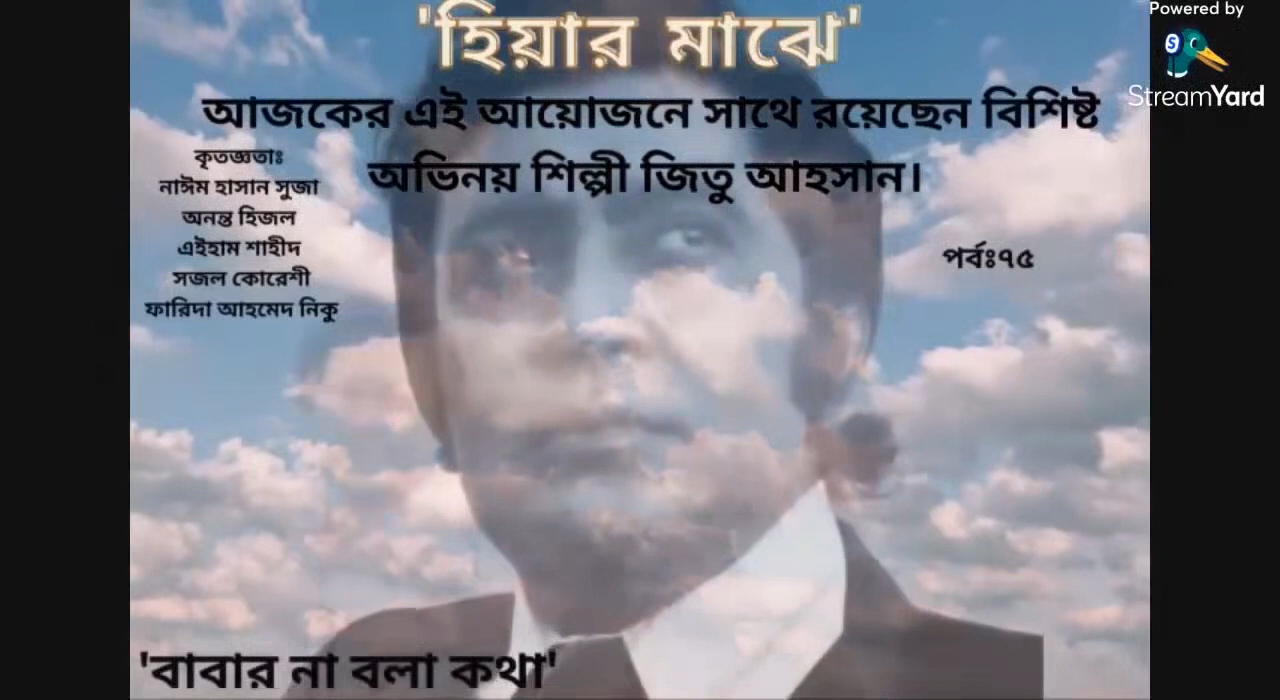 'হিয়ার মাঝে'
Powered by
StreamYard
আজকের এই আয়োজনে সাথে রয়েছেন বিশিষ্ট
অভিনয় শিল্পী জিতু আহসান।
কৃতজ্ঞতাঃ
নাঈম হাসান সুজা
অনন্ত হিজল
এইহাম শাহীদ
সজল কোরেশী
ফারিদা আহমেদ নিকু
পর্বঃ৭৫
'বাবার না বলা কথা'